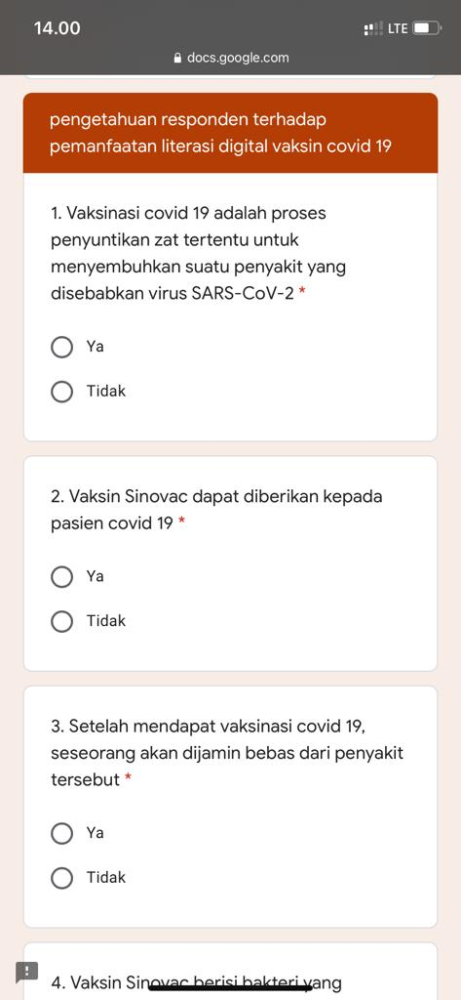 14.00
LTE
docs.google.com
pengetahuan responden terhadap
pemanfaatan literasi digital vaksin covid 19
1. Vaksinasi covid 19 adalah proses
penyuntikan zat tertentu untuk
menyembuhkan suatu penyakit yang
disebabkan virus SARS-CoV-2 *
Ya
Tidak
2. Vaksin Sinovac dapat diberikan kepada
pasien covid 19 *
Ya
Tidak
3. Setelah mendapat vaksinasi covid 19,
seseorang akan dijamin bebas dari penyakit
tersebut *
Ya
Tidak
4. Vaksin Sinovac berisi bakteri yang